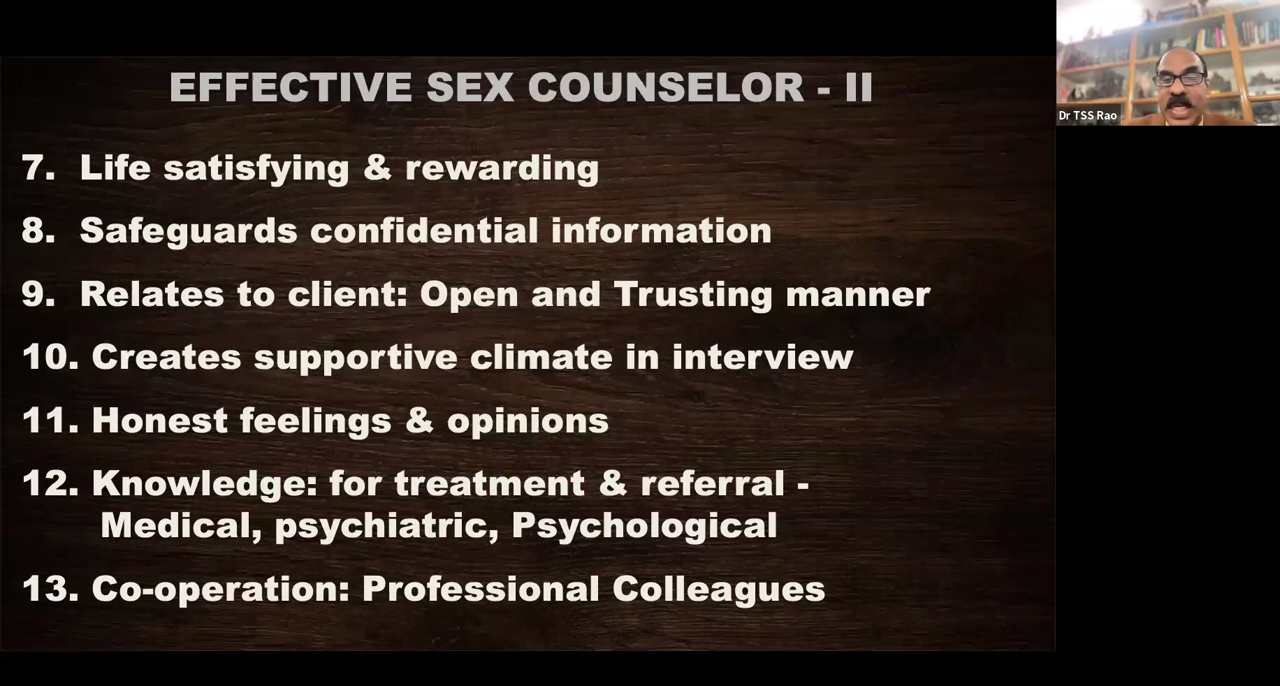 EFFECTIVE SEX COUNSELOR - II
7. Life satisfying & rewarding
8. Safeguards confidential information
9. Relates to client: Open and Trusting manner
10. Creates supportive climate in interview
11. Honest feelings & opinions
12. Knowledge: for treatment & referral -
Medical, psychiatric, Psychological
13. Co-operation: Professional Colleagues
Dr TSS Rao